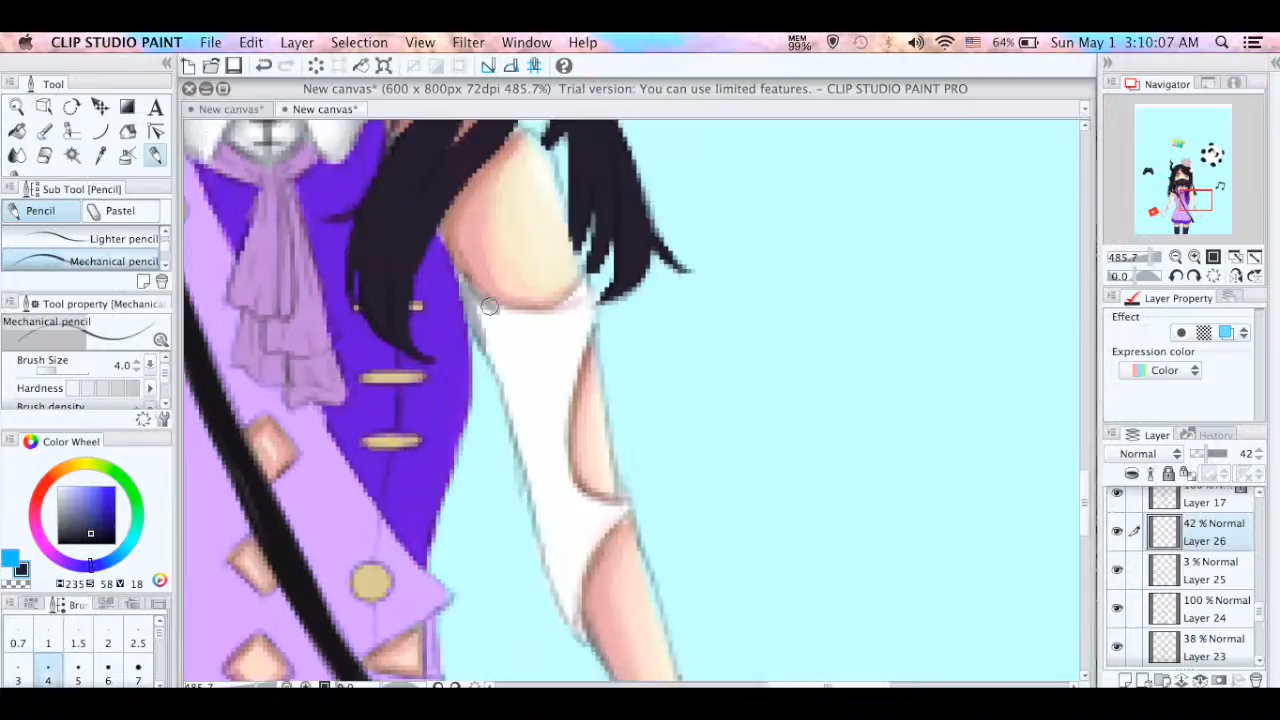 CLIP STUDIO PAINT File Edit Layer Selection View Filter Window Help MEM 99% 64% Sun May 1 3:10:07 AM
New canvas* (600 x 800px 72dpi 485.7%) Trial version: You can use limited features. - CLIP STUDIO PAINT PRO
New canvas* New canvas*
Tool
Sub Tool [Pencil]
Pencil Pastel
Lighter pencil
Mechanical pencil
Tool property [Mechanical
Mechanical pencil
Brush Size 4.0
Hardness
Brush density
Color Wheel
235 S 58 V 18
Bru
0.7 1 1.5 2 2.5
3 4 5 6 7
Navigator
485.7
0.0
Layer Property
Effect
Expression color
Color
Layer History
Normal 42
Layer 17
42 % Normal
Layer 26
3 % Normal
Layer 25
100 % Normal
Layer 24
38 % Normal
Layer 23